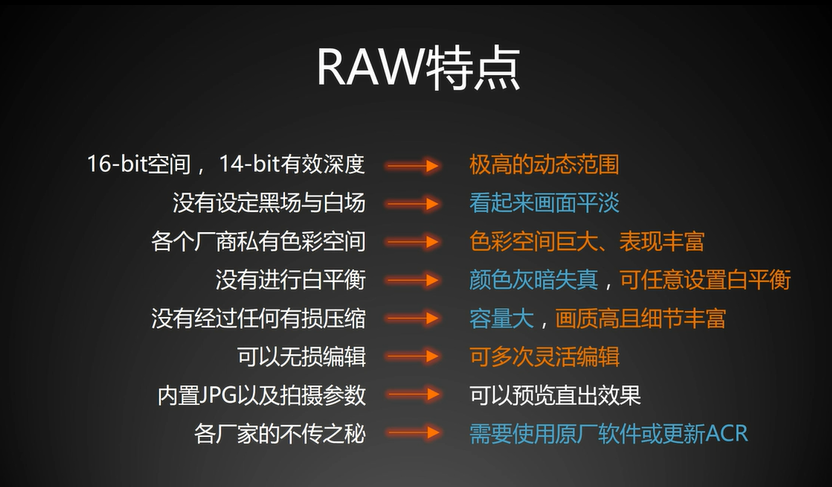 RAW特点
16-bit空间，14-bit有效深度 极高的动态范围
没有设定黑场与白场 看起来画面平淡
各个厂商私有色彩空间 色彩空间巨大、表现丰富
没有进行白平衡 颜色灰暗失真，可任意设置白平衡
没有经过任何有损压缩 容量大，画质高且细节丰富
可以无损编辑 可多次灵活编辑
内置JPG以及拍摄参数 可以预览直出效果
各厂家的不传之秘 需要使用原厂软件或更新ACR